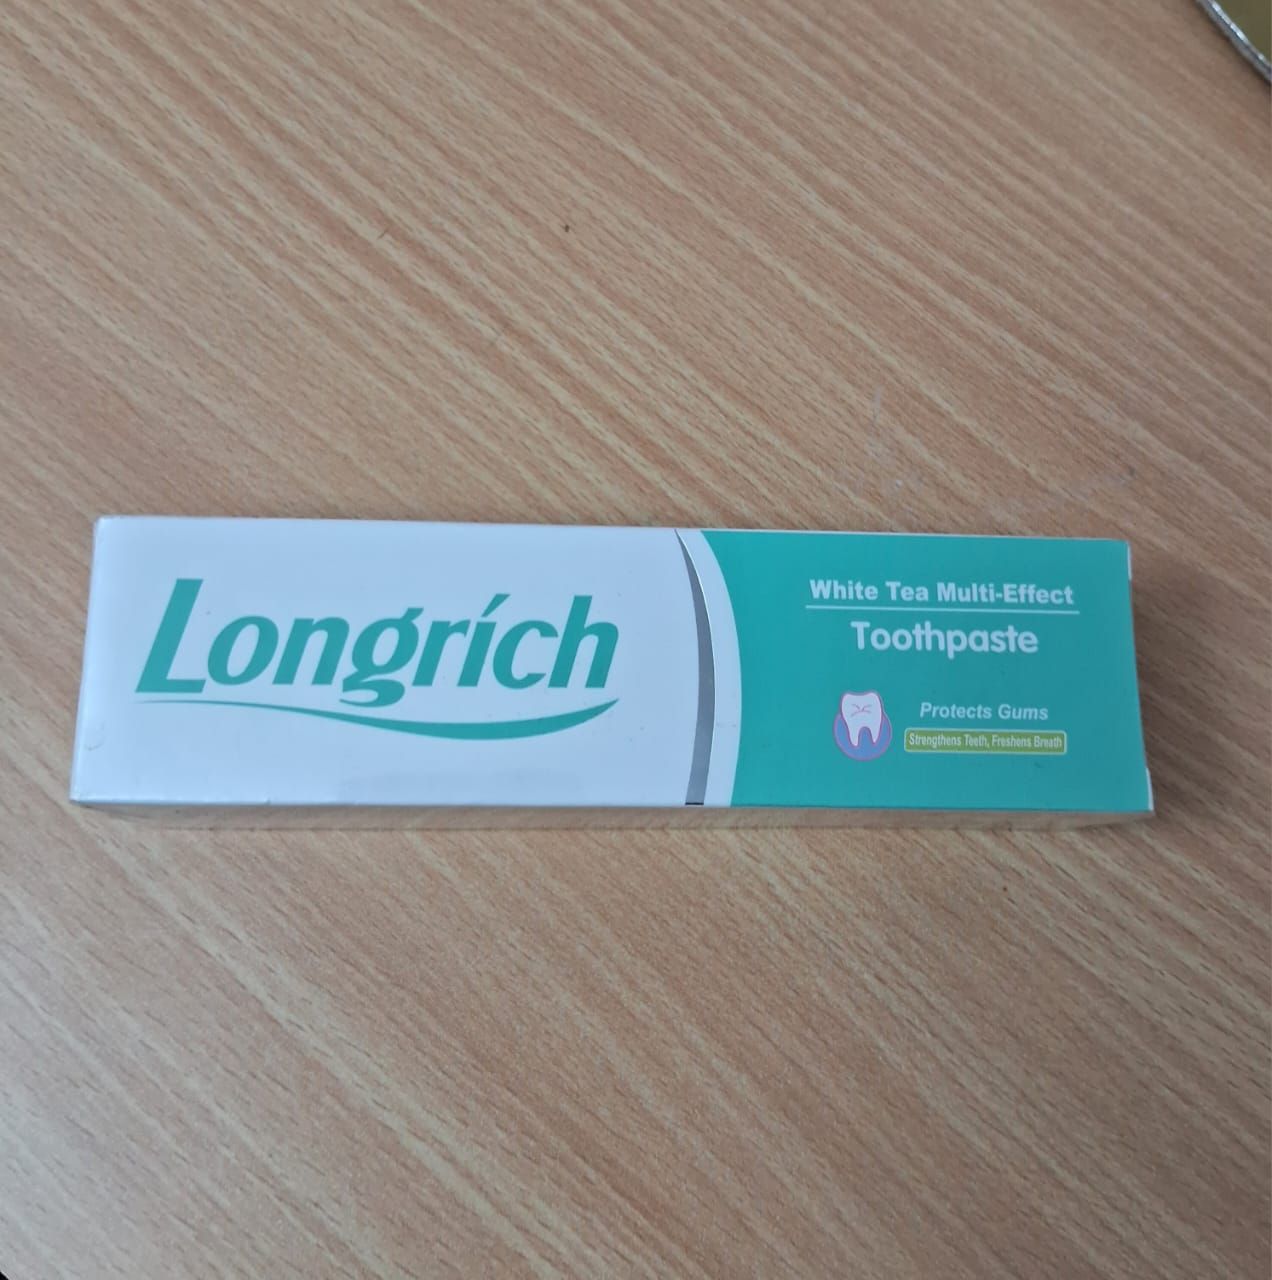 Longrích
White Tea Multi-Effect
Toothpaste
Protects Gums
Strengthens Teeth, Freshens Breath